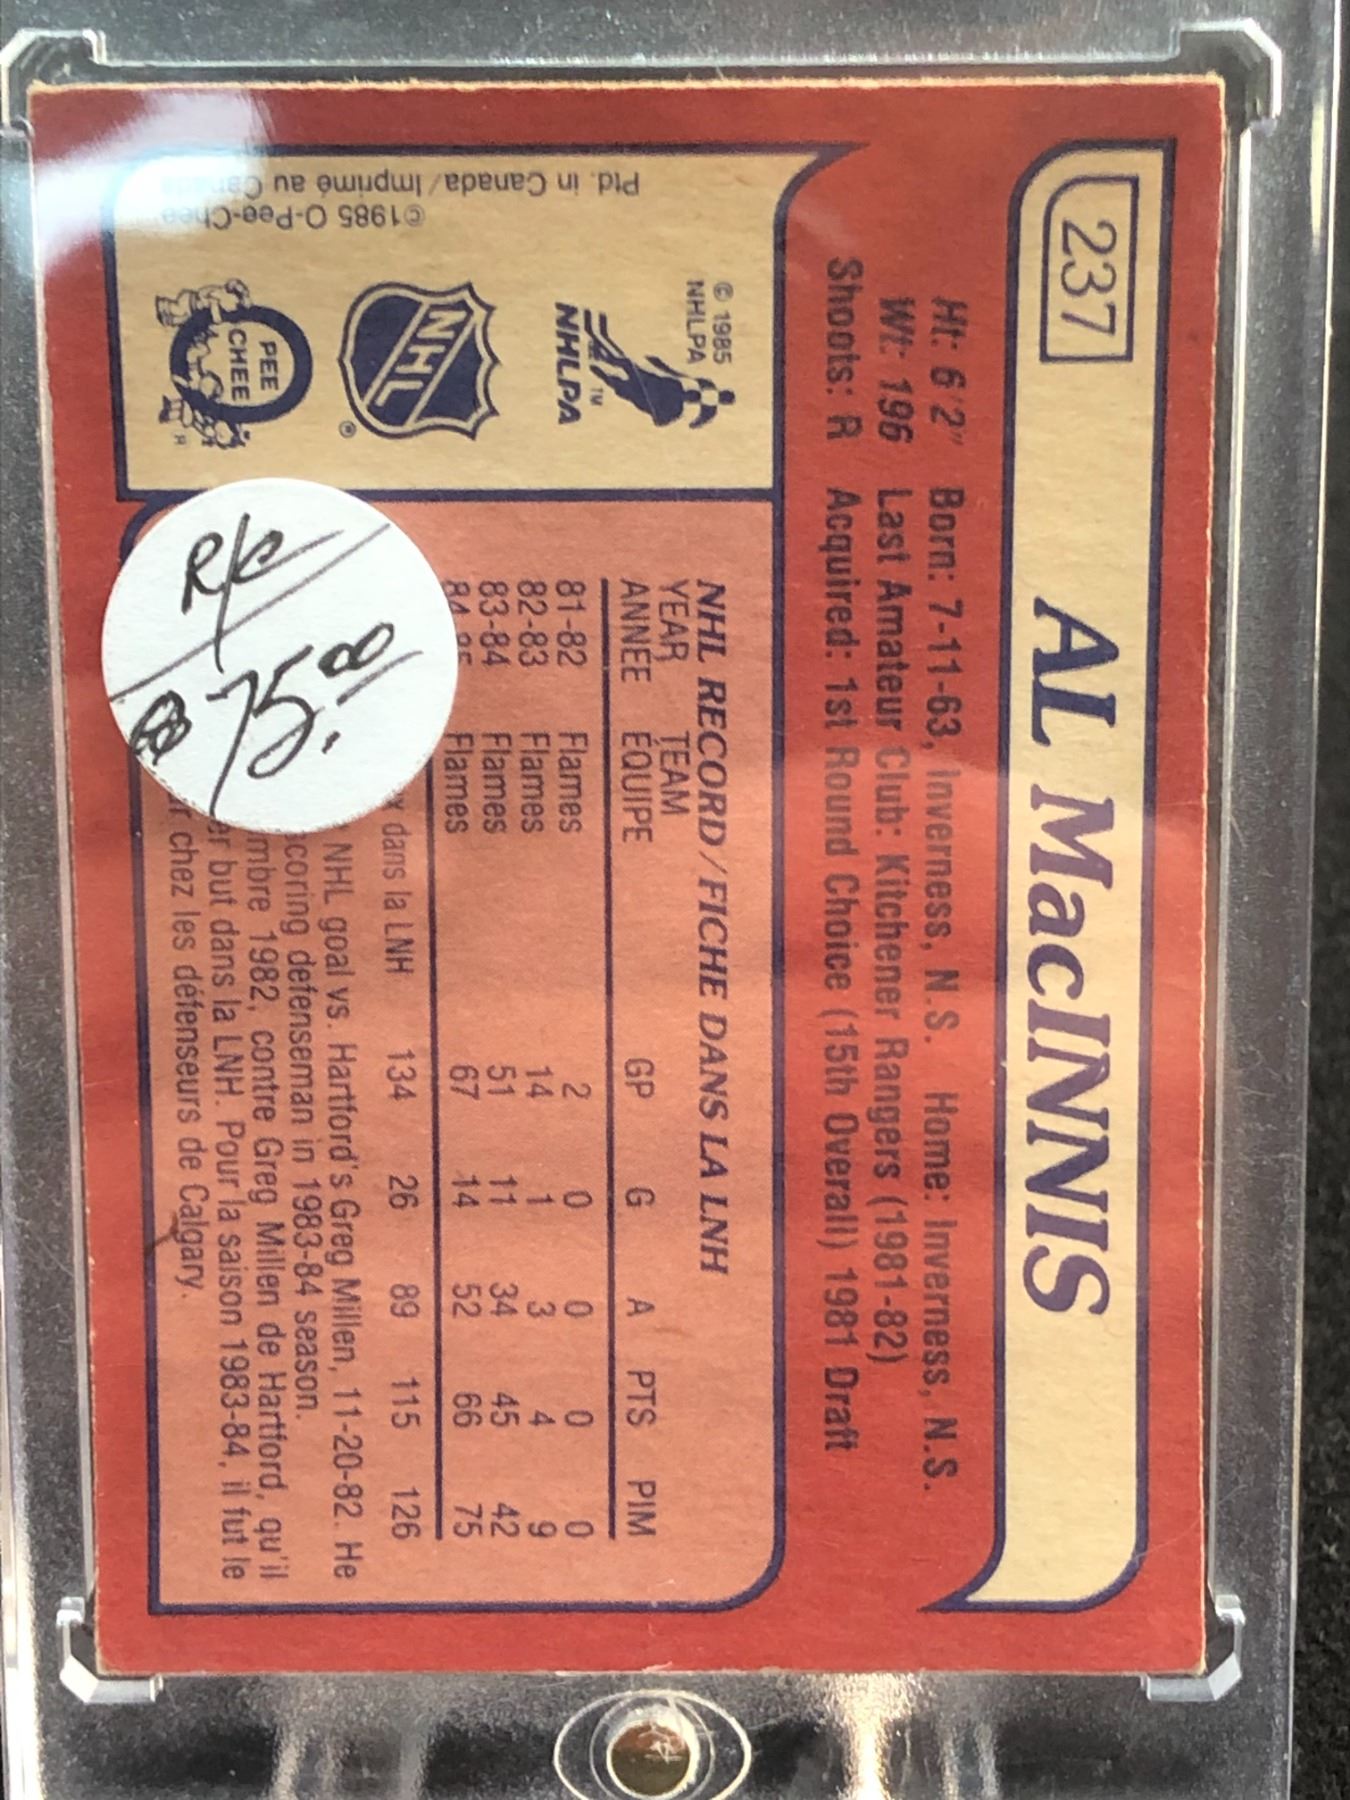 237
AL MacINNIS
Ht: 6'2" Born: 7-11-63, Inverness, N.S. Home: Inverness, N.S.
Wt: 196 Last Amateur Club: Kitchener Rangers (1981-82)
Shoots: R Acquired: 1st Round Choice (15th Overall) 1981 Draft
© 1985
NHLPA
NHLPA
TM
NHL
®
PEE
CHEE
R
©1985 O-Pee-Chee
Ptd. in Canada/Imprimé au
NHL RECORD/FICHE DANS LA LNH
YEAR TEAM
ANNÉE ÉQUIPE GP G A PTS PIM
81-82 Flames 2 0 0 0 0
82-83 Flames 14 1 3 4 9
83-84 Flames 51 11 34 45 42
84-85 Flames 67 14 52 66 75
dans la LNH 134 26 89 115 126
NHL goal vs. Hartford's Greg Millen, 11-20-82. He
coring defenseman in 1983-84 season.
mbre 1982, contre Greg Millen de Hartford, qu'il
er but dans la LNH. Pour la saison 1983-84, il fut le
r chez les défenseurs de Calgary.
R/C
$75.00